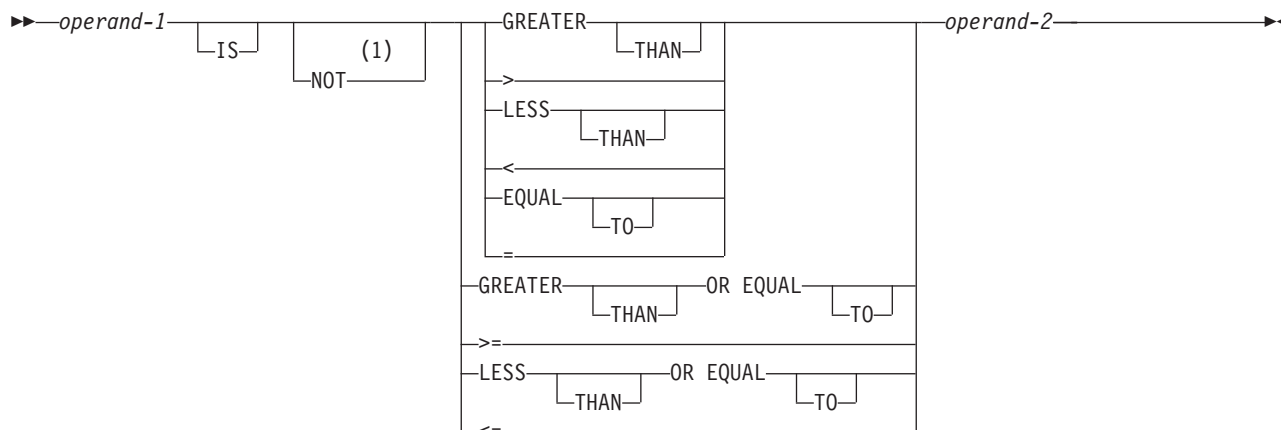 operand-1 GREATER operand-2
IS (1) THAN
NOT >
LESS
THAN
<
EQUAL
TO
=
GREATER OR EQUAL
THAN TO
>=
LESS OR EQUAL
THAN TO
<=